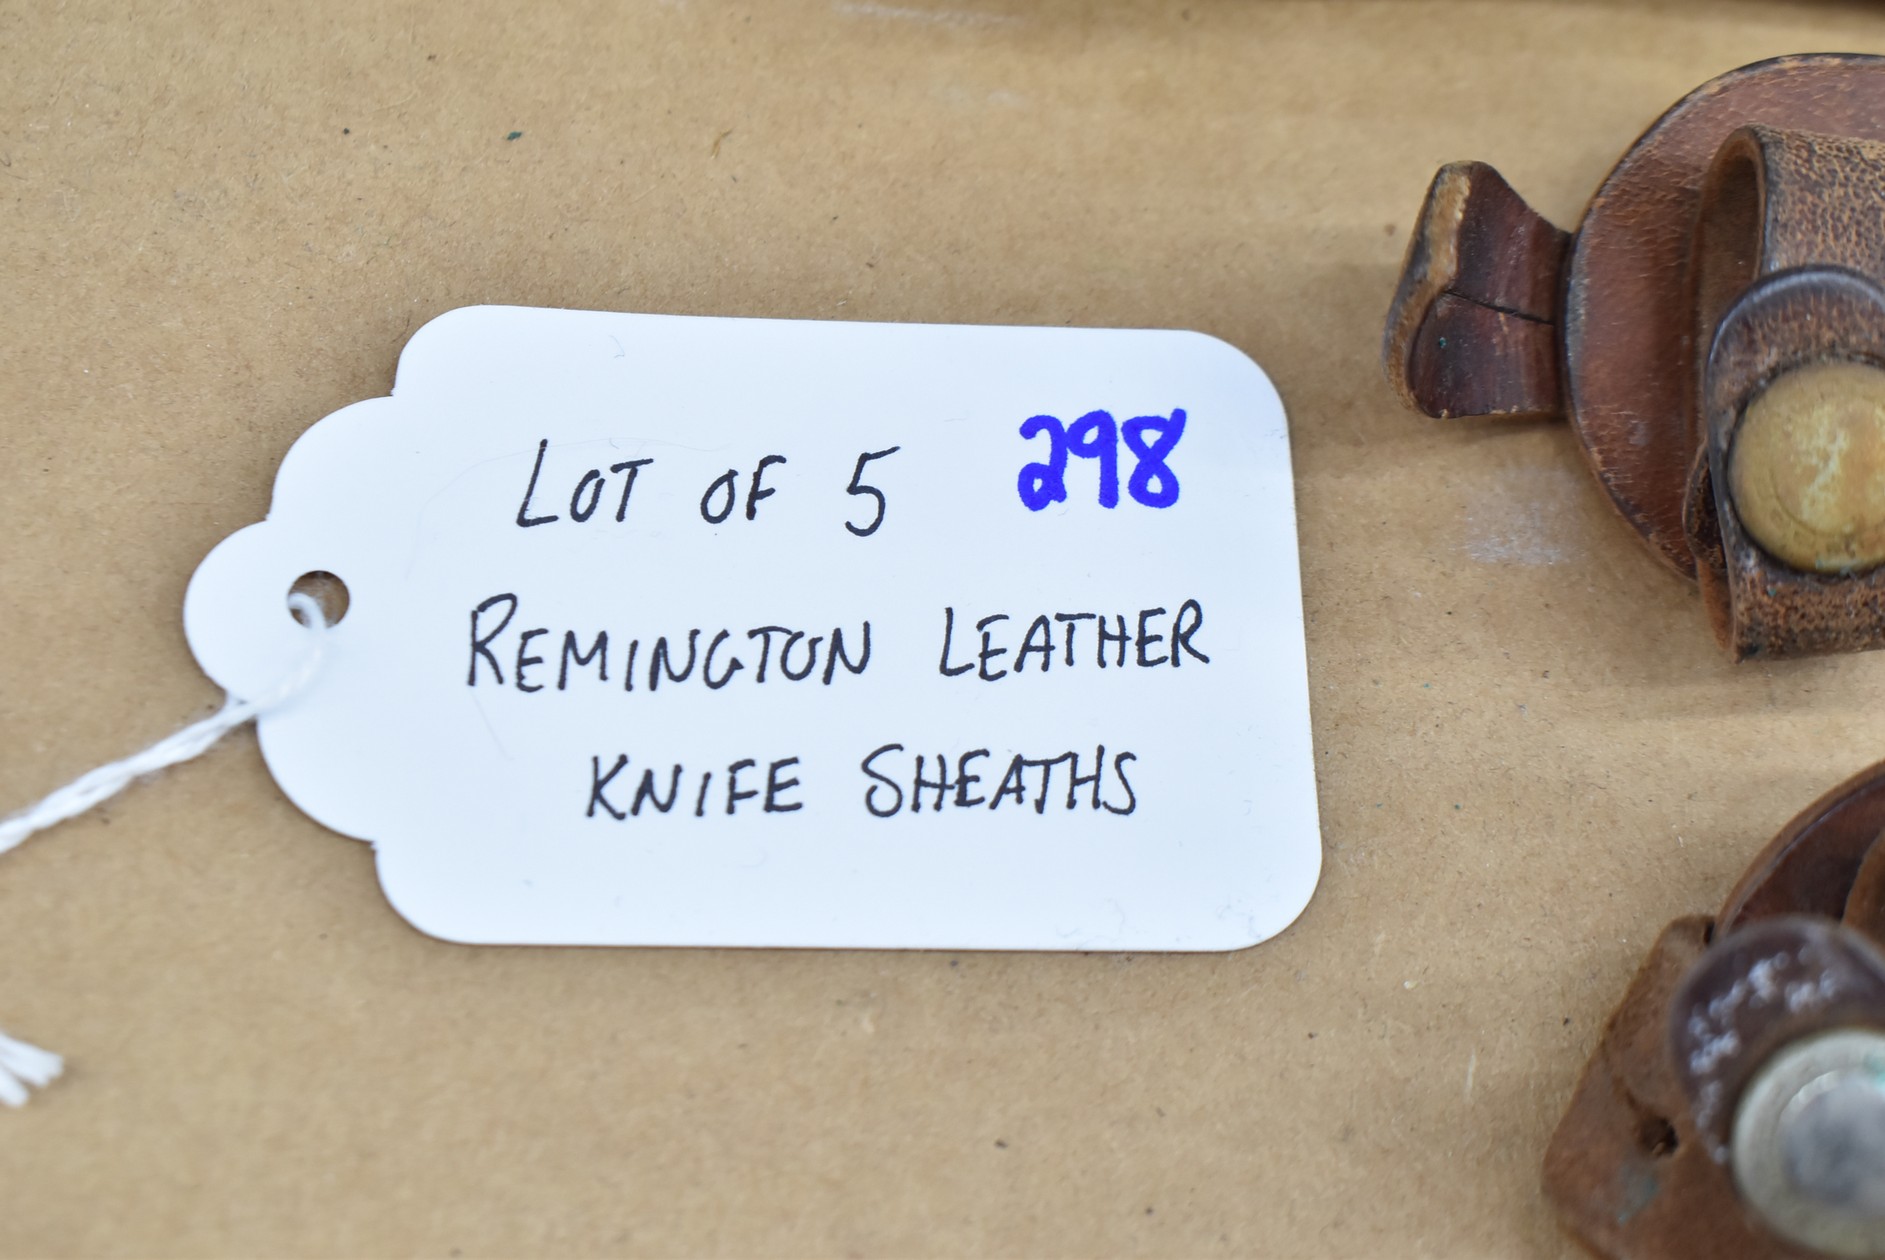 LOT OF 5 298
REMINGTON LEATHER
KNIFE SHEATHS